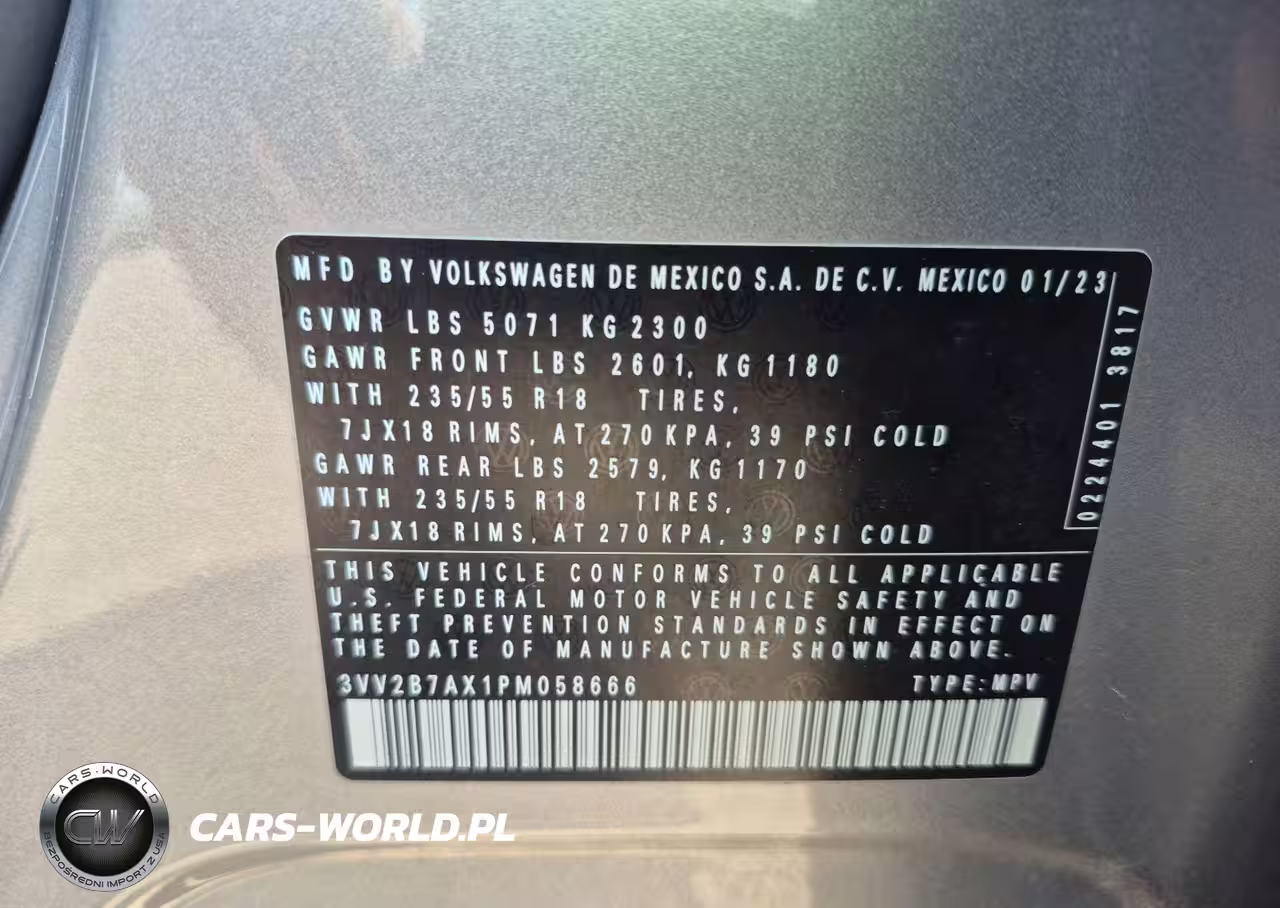 MFD BY VOLKSWAGEN DE MEXICO S.A. DE C.V. MEXICO 01/23
GVWR LBS 5071 KG 2300
GAWR FRONT LBS 2601, KG 1180
WITH 235/55 R18 TIRES,
7JX18 RIMS, AT 270 KPA, 39 PSI COLD
GAWR REAR LBS 2579, KG 1170
WITH 235/55 R18 TIRES,
7JX18 RIMS, AT 270 KPA, 39 PSI COLD
0224401 3817
THIS VEHICLE CONFORMS TO ALL APPLICABLE
U.S. FEDERAL MOTOR VEHICLE SAFETY AND
THEFT PREVENTION STANDARDS IN EFFECT ON
THE DATE OF MANUFACTURE SHOWN ABOVE.
3VV2B7AX1PM058666 TYPE: MPV
CARS-WORLD
CW
BEZPOŚREDNI IMPORT Z USA
CARS-WORLD.PL